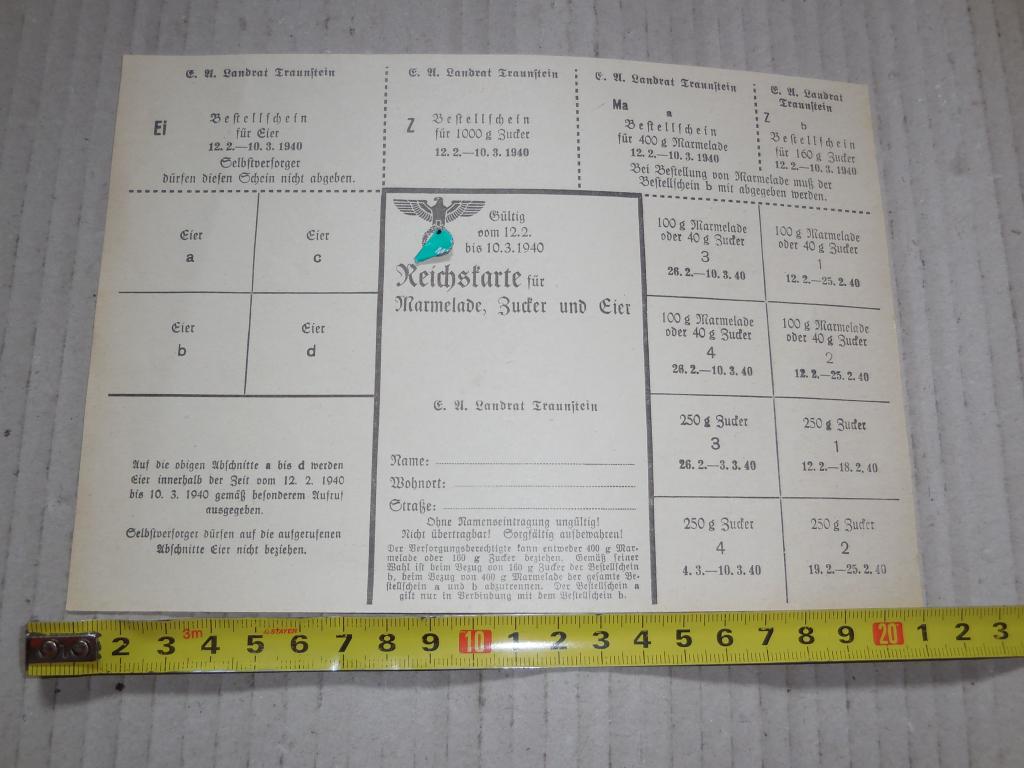 E. A. Landrat Traunstein
Ei
Bestellschein
für Eier
12. 2.—10. 3. 1940
Selbstversorger
dürfen diesen Schein nicht abgeben.
E. A. Landrat Traunstein
Z
Bestellschein
für 1000 g Zucker
12. 2.—10. 3. 1940
E. A. Landrat Traunstein
Ma
a
Bestellschein
für 400 g Marmelade
12. 2.—10. 3. 1940
E. A. Landrat
Traunstein
Z
b
Bestellschein
für 160 g Zucker
12. 2.—10. 3. 1940
Bei Bestellung von Marmelade muß der
Bestellschein b mit abgegeben werden.
Eier
a
Eier
c
Eier
b
Eier
d
Auf die obigen Abschnitte a bis d werden
Eier innerhalb der Zeit vom 12. 2. 1940
bis 10. 3. 1940 gemäß besonderem Aufruf
ausgegeben.
Selbstversorger dürfen auf die aufgerufenen
Abschnitte Eier nicht beziehen.
Gültig
vom 12.2.
bis 10.3.1940
Reichskarte für
Marmelade, Zucker und Eier
E. A. Landrat Traunstein
Name:
Wohnort:
Straße:
Ohne Namenseintragung ungültig!
Nicht übertragbar! Sorgfältig aufbewahren!
Der Versorgungsberechtigte kann entweder 400 g Mar-
melade oder 160 g Zucker beziehen. Gemäß seiner
Wahl ist beim Bezug von 160 g Zucker der Bestellschein
b, beim Bezug von 400 g Marmelade der gesamte Be-
stellschein a und b abzutrennen. Der Bestellschein a
gilt nur in Verbindung mit dem Bestellschein b.
100 g Marmelade
oder 40 g Zucker
3
26. 2.—10. 3. 40
100 g Marmelade
oder 40 g Zucker
1
12. 2.—25. 2. 40
100 g Marmelade
oder 40 g Zucker
4
26. 2.—10. 3. 40
100 g Marmelade
oder 40 g Zucker
2
12. 2.—25. 2. 40
250 g Zucker
3
26. 2.—3. 3. 40
250 g Zucker
1
12. 2.—18. 2. 40
250 g Zucker
4
4. 3.—10. 3. 40
250 g Zucker
2
19. 2.—25. 2. 40
2 3m 4 5 6 7 8 9 10 1 2 3 4 5 6 7 8 9 20 1 2 3
STAYER